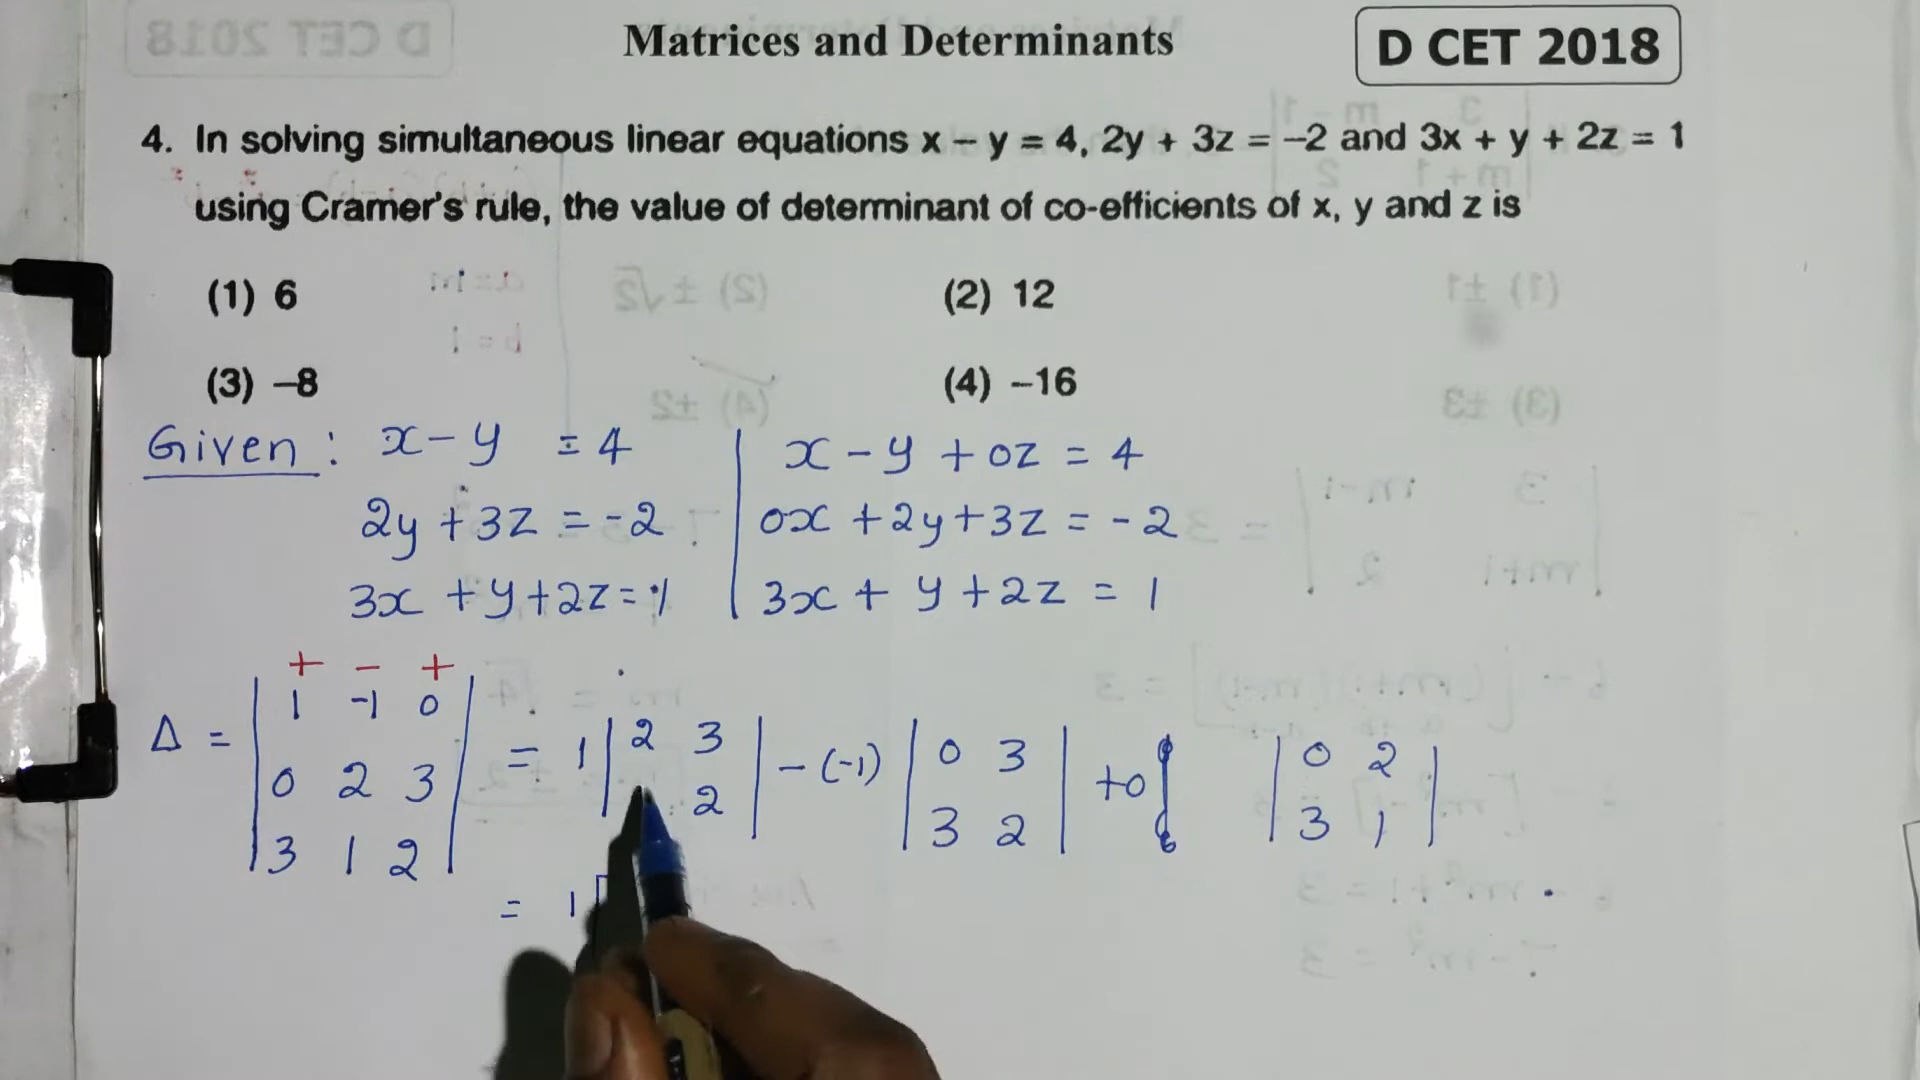 Matrices and Determinants
D CET 2018
4. In solving simultaneous linear equations x – y = 4, 2y + 3z = –2 and 3x + y + 2z = 1
using Cramer's rule, the value of determinant of co-efficients of x, y and z is
(1) 6
(2) 12
(3) –8
(4) –16
Given : x - y = 4 | x - y + 0z = 4
2y + 3z = -2 | 0x + 2y + 3z = -2
3x + y + 2z = 1 | 3x + y + 2z = 1
+ - +
Δ = | 1 -1 0 | = 1 | 2 3 | - (-1) | 0 3 | + 0 | 0 2 |
0 2 3 2 3 2 3 1
3 1 2
= 1 [